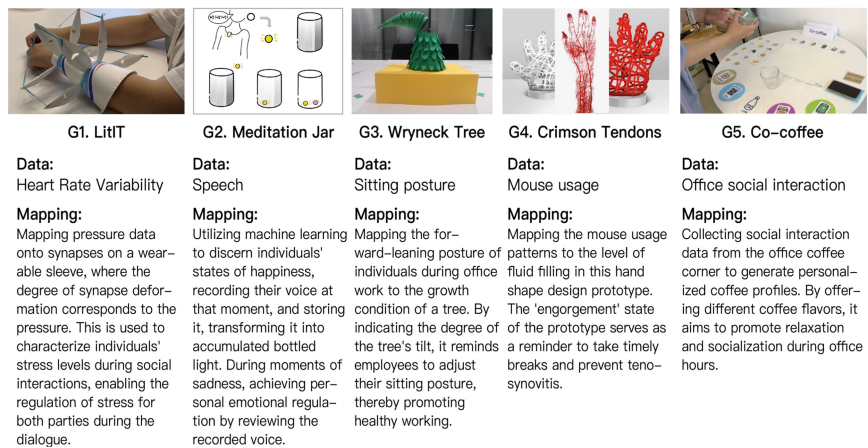 G1. LitIT
Data:
Heart Rate Variability
Mapping:
Mapping pressure data
onto synapses on a wear-
able sleeve, where the
degree of synapse defor-
mation corresponds to the
pressure. This is used to
characterize individuals'
stress levels during social
interactions, enabling the
regulation of stress for
both parties during the
dialogue.
G2. Meditation Jar
Data:
Speech
Mapping:
Utilizing machine learning
to discern individuals'
states of happiness,
recording their voice at
that moment, and storing
it, transforming it into
accumulated bottled
light. During moments of
sadness, achieving per-
sonal emotional regula-
tion by reviewing the
recorded voice.
G3. Wryneck Tree
Data:
Sitting posture
Mapping:
Mapping the for-
ward-leaning posture of
individuals during office
work to the growth
condition of a tree. By
indicating the degree of
the tree's tilt, it reminds
employees to adjust
their sitting posture,
thereby promoting
healthy working.
G4. Crimson Tendons
Data:
Mouse usage
Mapping:
Mapping the mouse usage
patterns to the level of
fluid filling in this hand
shape design prototype.
The 'engorgement' state
of the prototype serves as
a reminder to take timely
breaks and prevent teno-
synovitis.
Co-coffee
G5. Co-coffee
Data:
Office social interaction
Mapping:
Collecting social interaction
data from the office coffee
corner to generate personal-
ized coffee profiles. By offer-
ing different coffee flavors, it
aims to promote relaxation
and socialization during office
hours.